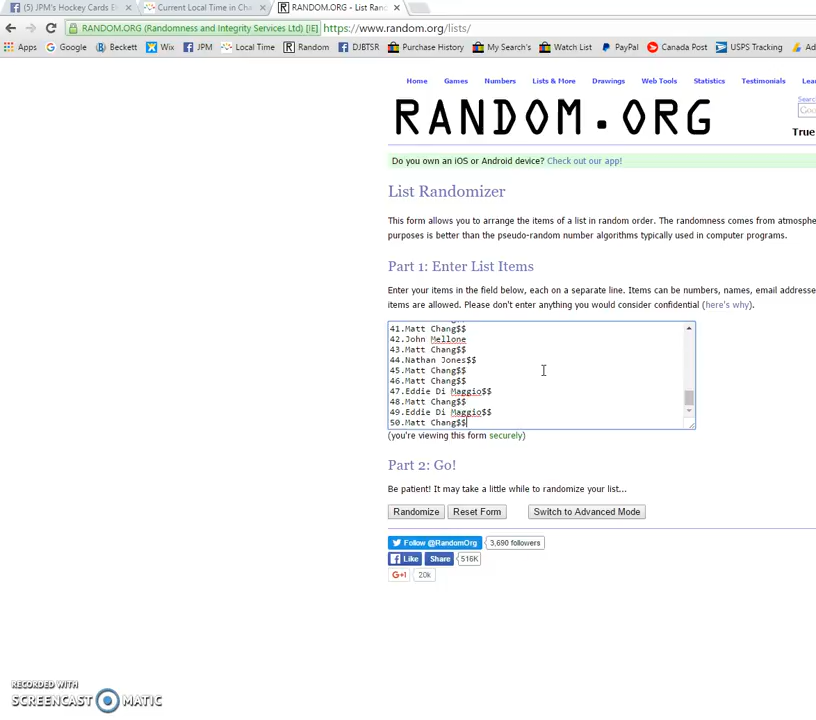 (5) JPM's Hockey Cards E
Current Local Time in Ch
RANDOM.ORG - List Ran
RANDOM.ORG (Randomness and Integrity Services Ltd) [IE] https://www.random.org/lists/
Apps Google Beckett Wix JPM Local Time Random DJBTSR Purchase History My Search's Watch List PayPal Canada Post USPS Tracking Ad
Home Games Numbers Lists & More Drawings Web Tools Statistics Testimonials Lear
Searc
RANDOM.ORG
Goo
True
Do you own an iOS or Android device? Check out our app!
List Randomizer
This form allows you to arrange the items of a list in random order. The randomness comes from atmosphe
purposes is better than the pseudo-random number algorithms typically used in computer programs.
Part 1: Enter List Items
Enter your items in the field below, each on a separate line. Items can be numbers, names, email addresse
items are allowed. Please don't enter anything you would consider confidential (here's why).
41.Matt Chang$$
42.John Mellone
43.Matt Chang$$
44.Nathan Jones$$
45.Matt Chang$$
46.Matt Chang$$
47.Eddie Di Maggio$$
48.Matt Chang$$
49.Eddie Di Maggio$$
50.Matt Chang$$
(you're viewing this form securely)
Part 2: Go!
Be patient! It may take a little while to randomize your list...
Randomize Reset Form Switch to Advanced Mode
Follow @RandomOrg 3,690 followers
Like Share 516K
G+1 20k
RECORDED WITH
SCREENCAST MATIC